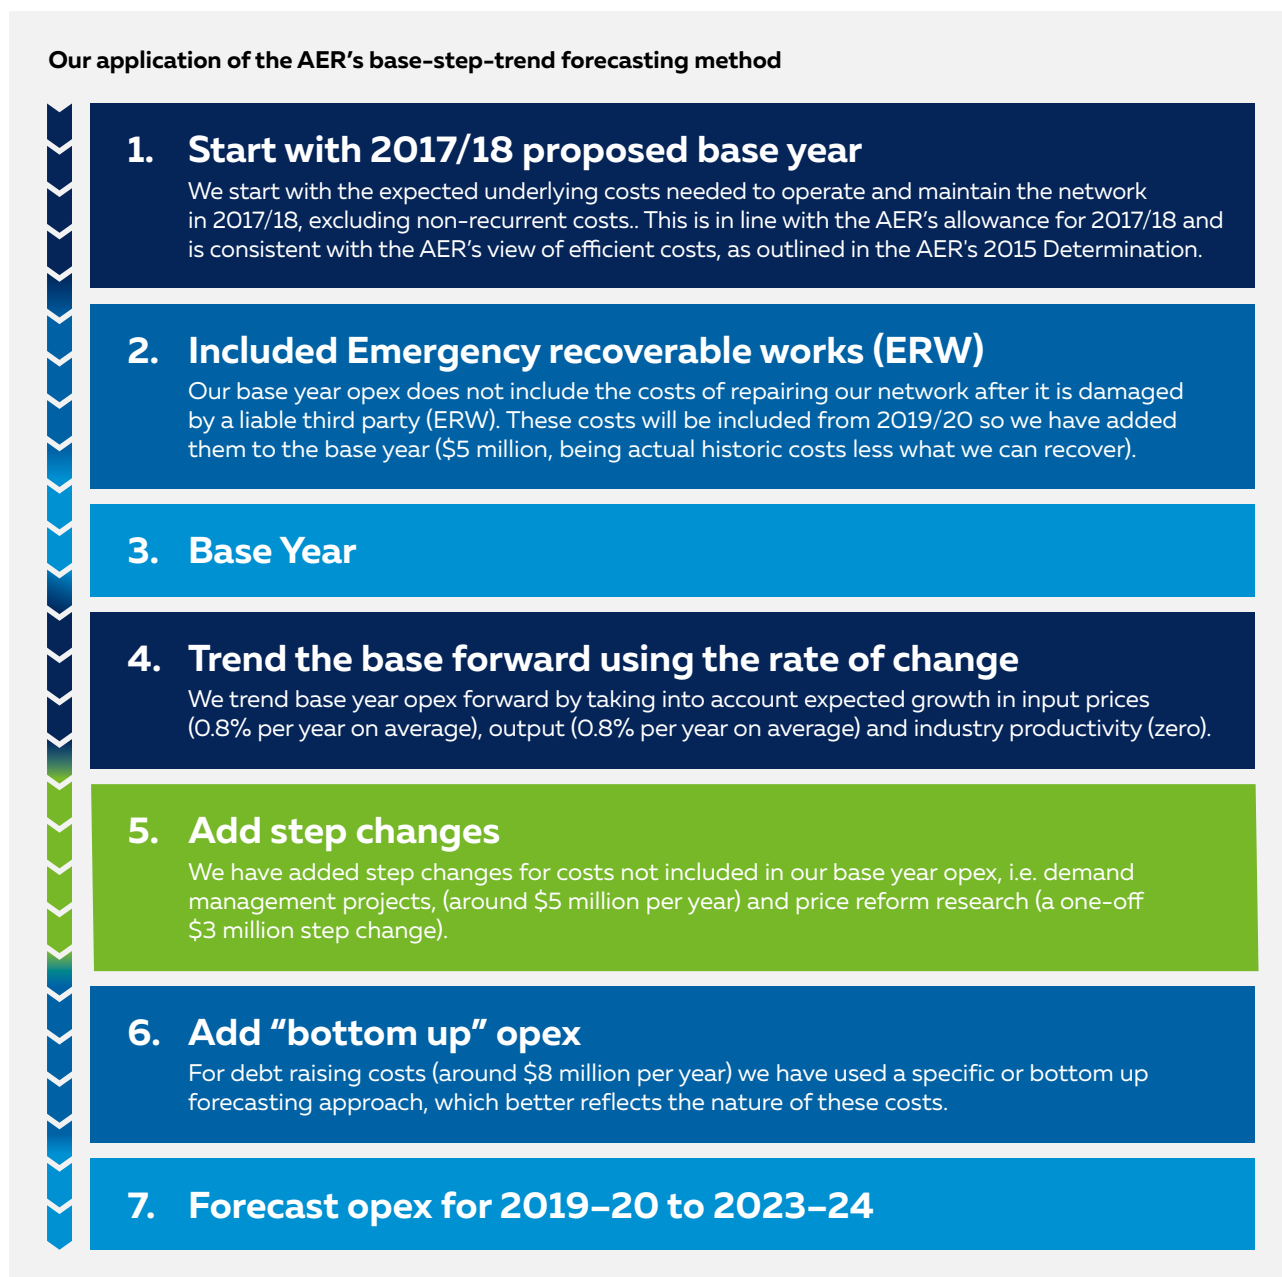 Our application of the AER’s base-step-trend forecasting method
1. Start with 2017/18 proposed base year
We start with the expected underlying costs needed to operate and maintain the network
in 2017/18, excluding non-recurrent costs.. This is in line with the AER’s allowance for 2017/18 and
is consistent with the AER’s view of efficient costs, as outlined in the AER’s 2015 Determination.
2. Included Emergency recoverable works (ERW)
Our base year opex does not include the costs of repairing our network after it is damaged
by a liable third party (ERW). These costs will be included from 2019/20 so we have added
them to the base year ($5 million, being actual historic costs less what we can recover).
3. Base Year
4. Trend the base forward using the rate of change
We trend base year opex forward by taking into account expected growth in input prices
(0.8% per year on average), output (0.8% per year on average) and industry productivity (zero).
5. Add step changes
We have added step changes for costs not included in our base year opex, i.e. demand
management projects, (around $5 million per year) and price reform research (a one-off
$3 million step change).
6. Add “bottom up” opex
For debt raising costs (around $8 million per year) we have used a specific or bottom up
forecasting approach, which better reflects the nature of these costs.
7. Forecast opex for 2019–20 to 2023–24